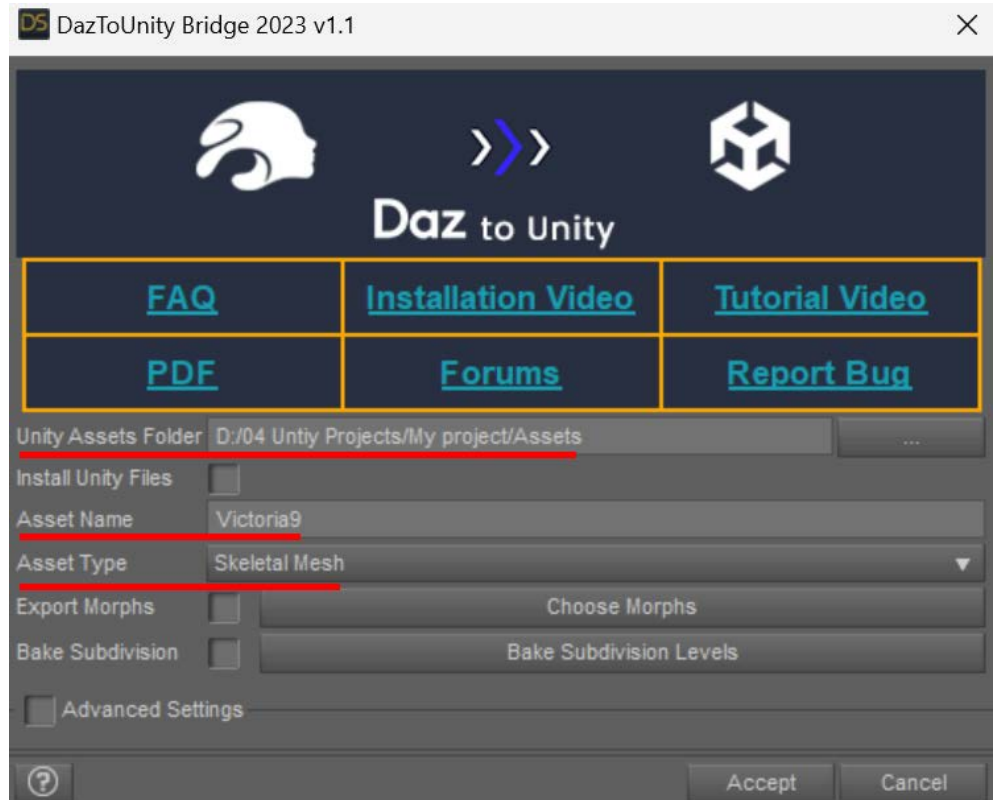 DS DazToUnity Bridge 2023 v1.1
Daz to Unity
FAQ Installation Video Tutorial Video
PDF Forums Report Bug
Unity Assets Folder D:/04 Untiy Projects/My project/Assets ...
Install Unity Files
Asset Name Victoria9
Asset Type Skeletal Mesh
Export Morphs Choose Morphs
Bake Subdivision Bake Subdivision Levels
Advanced Settings
? Accept Cancel